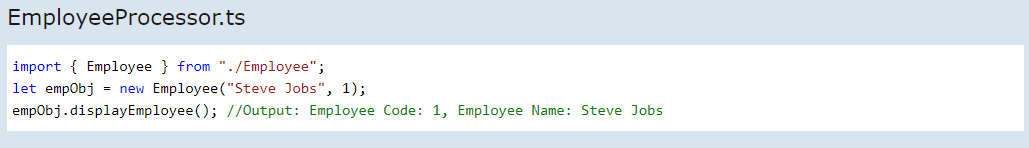 EmployeeProcessor.ts
import { Employee } from "./Employee";
let empObj = new Employee("Steve Jobs", 1);
empObj.displayEmployee(); //Output: Employee Code: 1, Employee Name: Steve Jobs